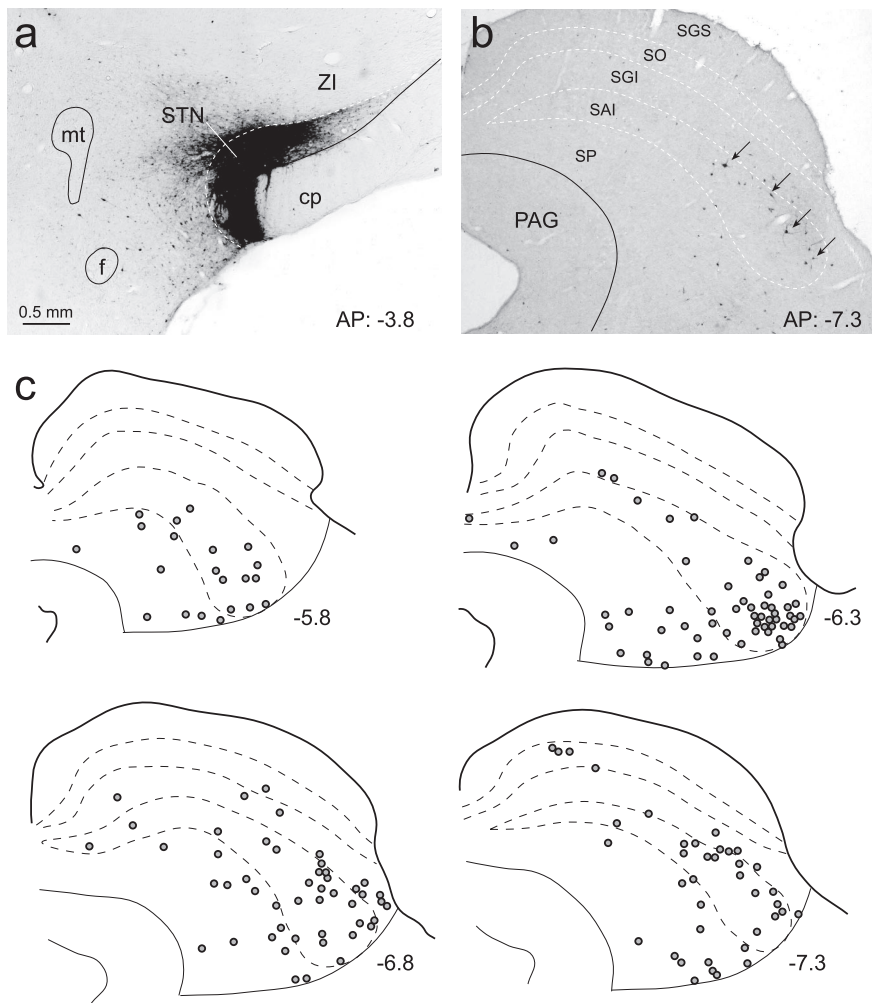 a
ZI
STN
mt
cp
f
0.5 mm
AP: -3.8
b
SGS
SO
SGI
SAI
SP
PAG
AP: -7.3
c
-5.8
-6.3
-6.8
-7.3